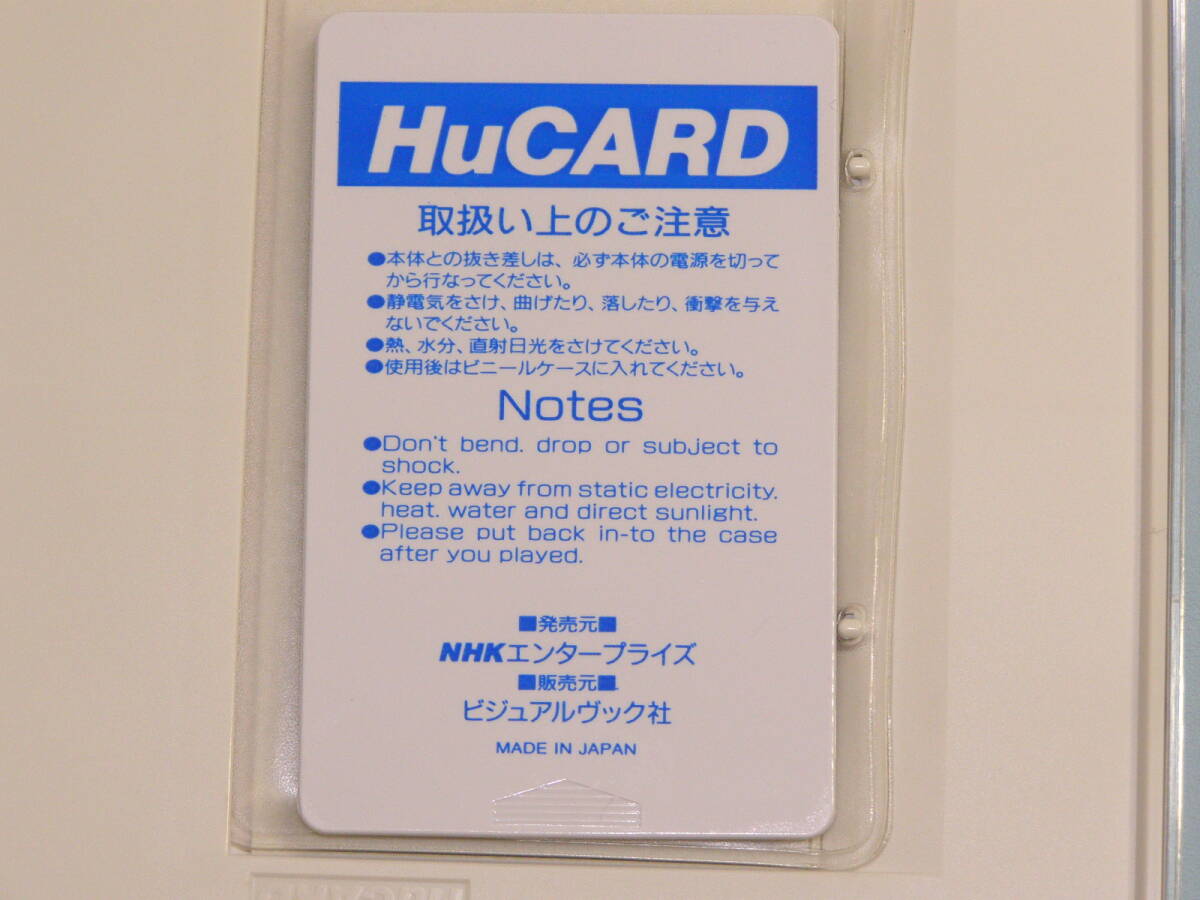 HuCARD
取扱い上のご注意
●本体との抜き差しは、必ず本体の電源を切って
から行なってください。
●静電気をさけ、曲げたり、落したり、衝撃を与え
ないでください。
●熱、水分、直射日光をさけてください。
●使用後はビニールケースに入れてください。
Notes
●Don't bend. drop or subject to
shock.
●Keep away from static electricity.
heat. water and direct sunlight.
●Please put back in-to the case
after you played.
■発売元■
NHKエンタープライズ
■販売元■
ビジュアルヴック社
MADE IN JAPAN